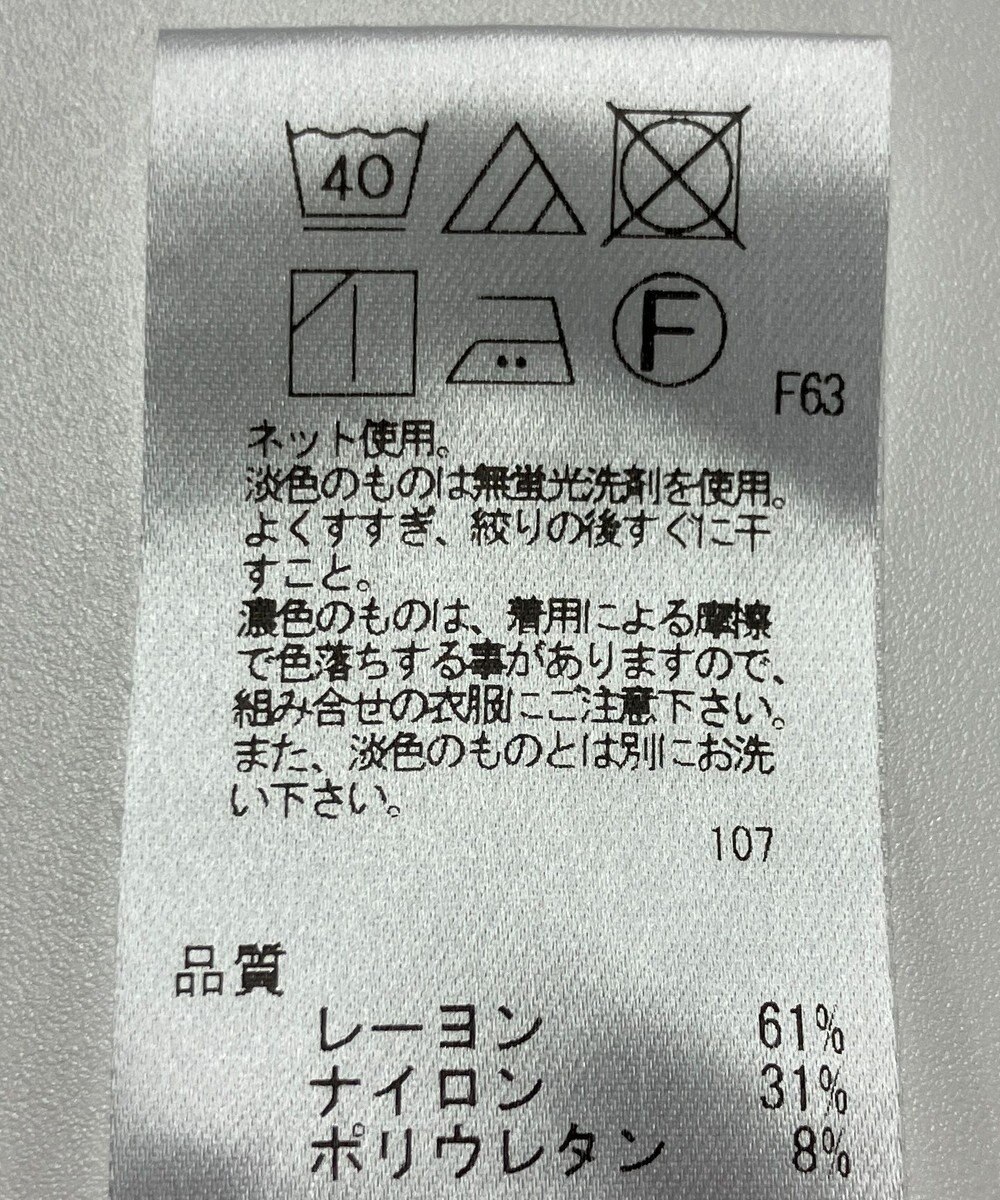 40
F
F63
ネット使用。
淡色のものは無蛍光洗剤を使用。
よくすすぎ、絞りの後すぐに干
すこと。
濃色のものは、着用による摩擦
で色落ちする事がありますので、
組み合せの衣服にご注意下さい。
また、淡色のものとは別にお洗
い下さい。
107
品質
レーヨン 61%
ナイロン 31%
ポリウレタン 8%